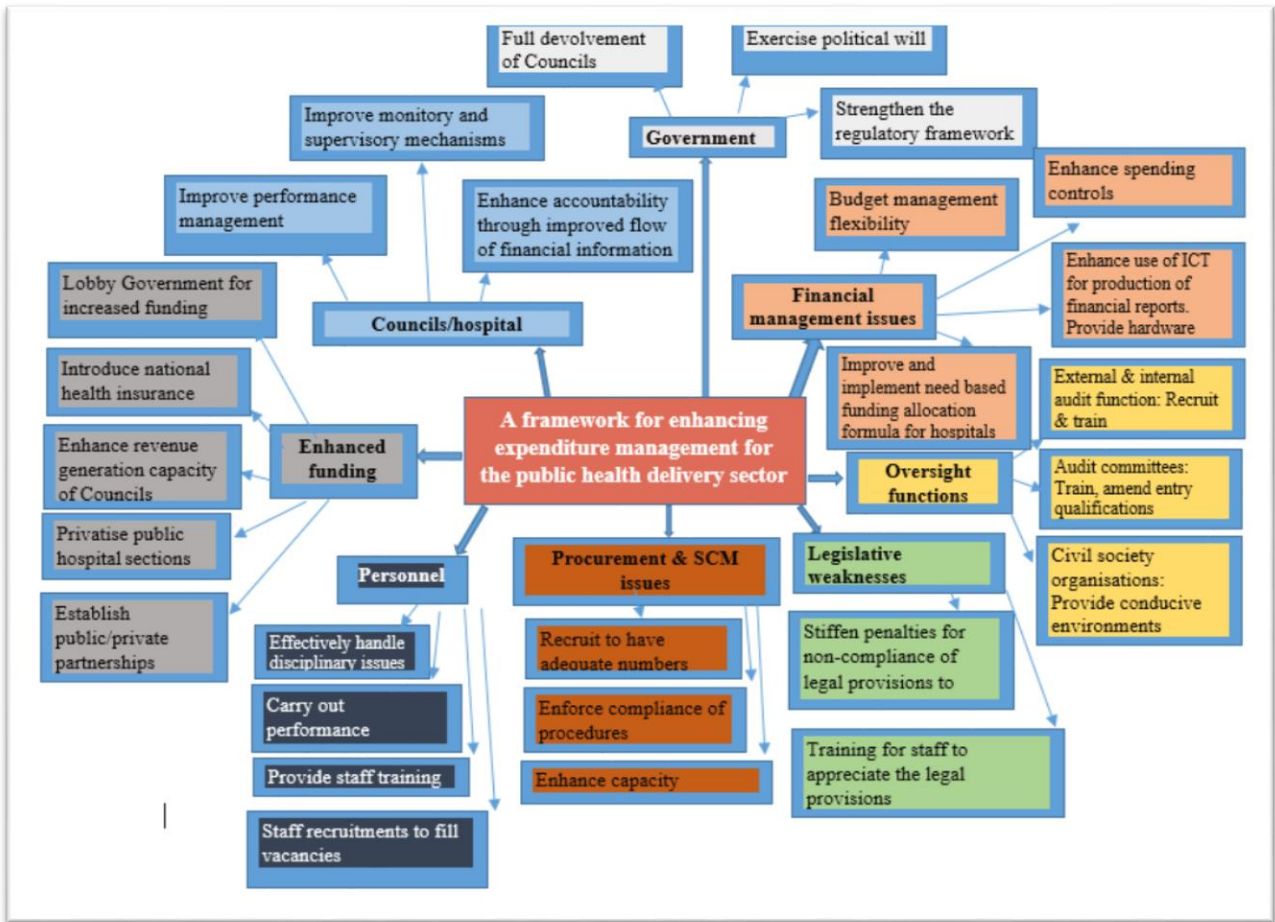 Full devolvement
of Councils
Exercise political will
Strengthen the
regulatory framework
Government
Improve monitory and
supervisory mechanisms
Improve performance
management
Enhance accountability
through improved flow
of financial information
Councils/hospital
Budget management
flexibility
Enhance spending
controls
Enhance use of ICT
for production of
financial reports.
Provide hardware
Financial
management issues
Improve and
implement need based
funding allocation
formula for hospitals
Lobby Government for
increased funding
Introduce national
health insurance
Enhance revenue
generation capacity
of Councils
Privatise public
hospital sections
Establish
public/private
partnerships
Enhanced
funding
A framework for enhancing
expenditure management for
the public health delivery sector
Oversight
functions
External & internal
audit function: Recruit
& train
Audit committees:
Train, amend entry
qualifications
Civil society
organisations:
Provide conducive
environments
Personnel
Effectively handle
disciplinary issues
Carry out
performance
Provide staff training
Staff recruitments to fill
vacancies
Procurement & SCM
issues
Recruit to have
adequate numbers
Enforce compliance of
procedures
Enhance capacity
Legislative
weaknesses
Stiffen penalties for
non-compliance of
legal provisions to
Training for staff to
appreciate the legal
provisions